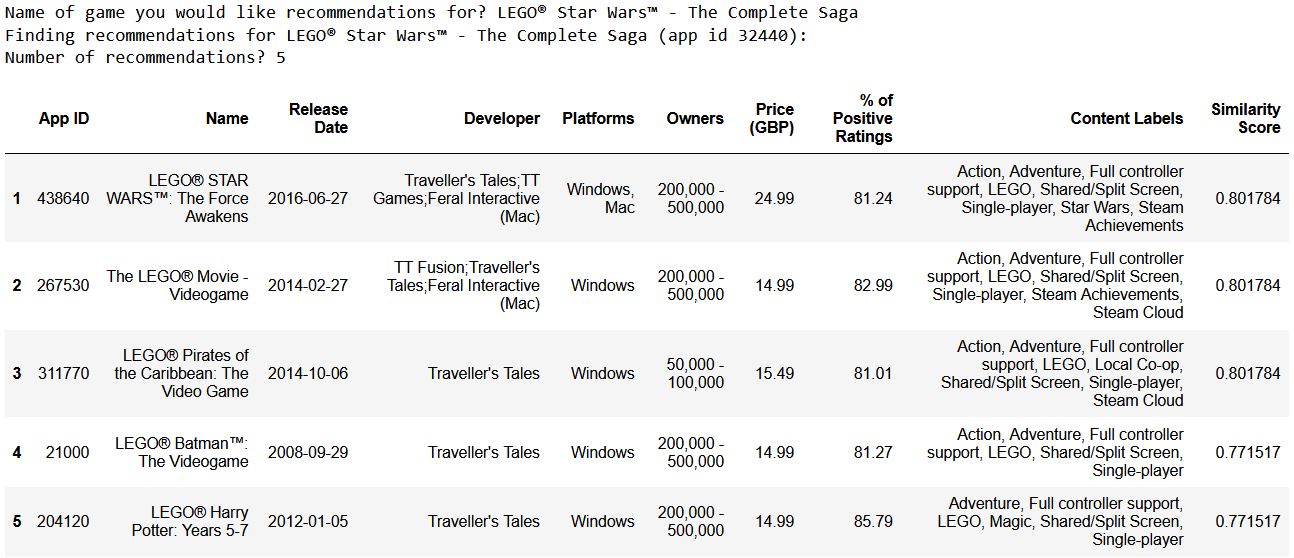 Name of game you would like recommendations for? LEGO® Star Wars™ - The Complete Saga
Finding recommendations for LEGO® Star Wars™ - The Complete Saga (app id 32440):
Number of recommendations? 5
App ID Name Release Date Developer Platforms Owners Price (GBP) % of Positive Ratings Content Labels Similarity Score
1 438640 LEGO® STAR WARS™: The Force Awakens 2016-06-27 Traveller's Tales;TT Games;Feral Interactive (Mac) Windows, Mac 200,000 - 500,000 24.99 81.24 Action, Adventure, Full controller support, LEGO, Shared/Split Screen, Single-player, Star Wars, Steam Achievements 0.801784
2 267530 The LEGO® Movie - Videogame 2014-02-27 TT Fusion;Traveller's Tales;Feral Interactive (Mac) Windows 200,000 - 500,000 14.99 82.99 Action, Adventure, Full controller support, LEGO, Shared/Split Screen, Single-player, Steam Achievements, Steam Cloud 0.801784
3 311770 LEGO® Pirates of the Caribbean: The Video Game 2014-10-06 Traveller's Tales Windows 50,000 - 100,000 15.49 81.01 Action, Adventure, Full controller support, LEGO, Local Co-op, Shared/Split Screen, Single-player, Steam Cloud 0.801784
4 21000 LEGO® Batman™: The Videogame 2008-09-29 Traveller's Tales Windows 200,000 - 500,000 14.99 81.27 Action, Adventure, Full controller support, LEGO, Shared/Split Screen, Single-player 0.771517
5 204120 LEGO® Harry Potter: Years 5-7 2012-01-05 Traveller's Tales Windows 200,000 - 500,000 14.99 85.79 Adventure, Full controller support, LEGO, Magic, Shared/Split Screen, Single-player 0.771517